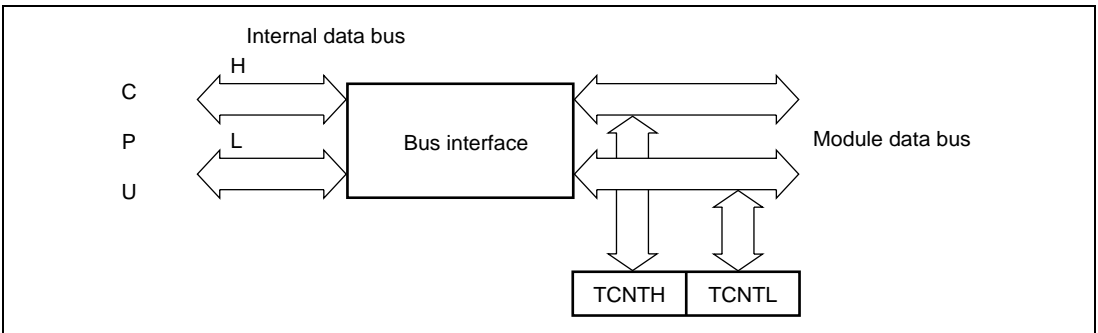 Internal data bus
H
C
P
L
U
Bus interface
Module data bus
TCNTH
TCNTL